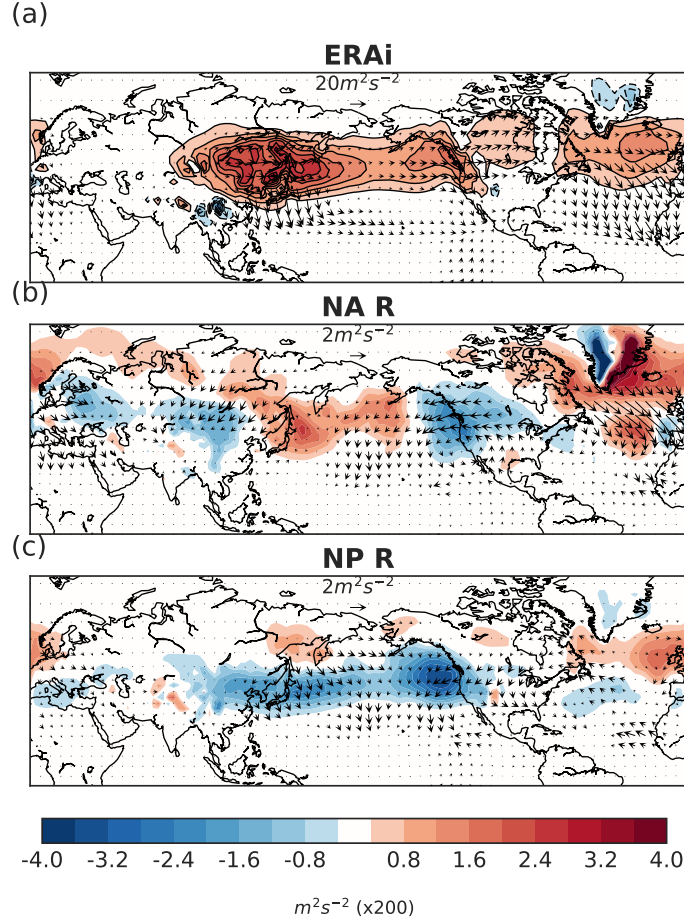 (a)
ERAi
20m²s⁻²
(b)
NA R
2m²s⁻²
(c)
NP R
2m²s⁻²
-4.0 -3.2 -2.4 -1.6 -0.8 0.8 1.6 2.4 3.2 4.0
m²s⁻² (x200)